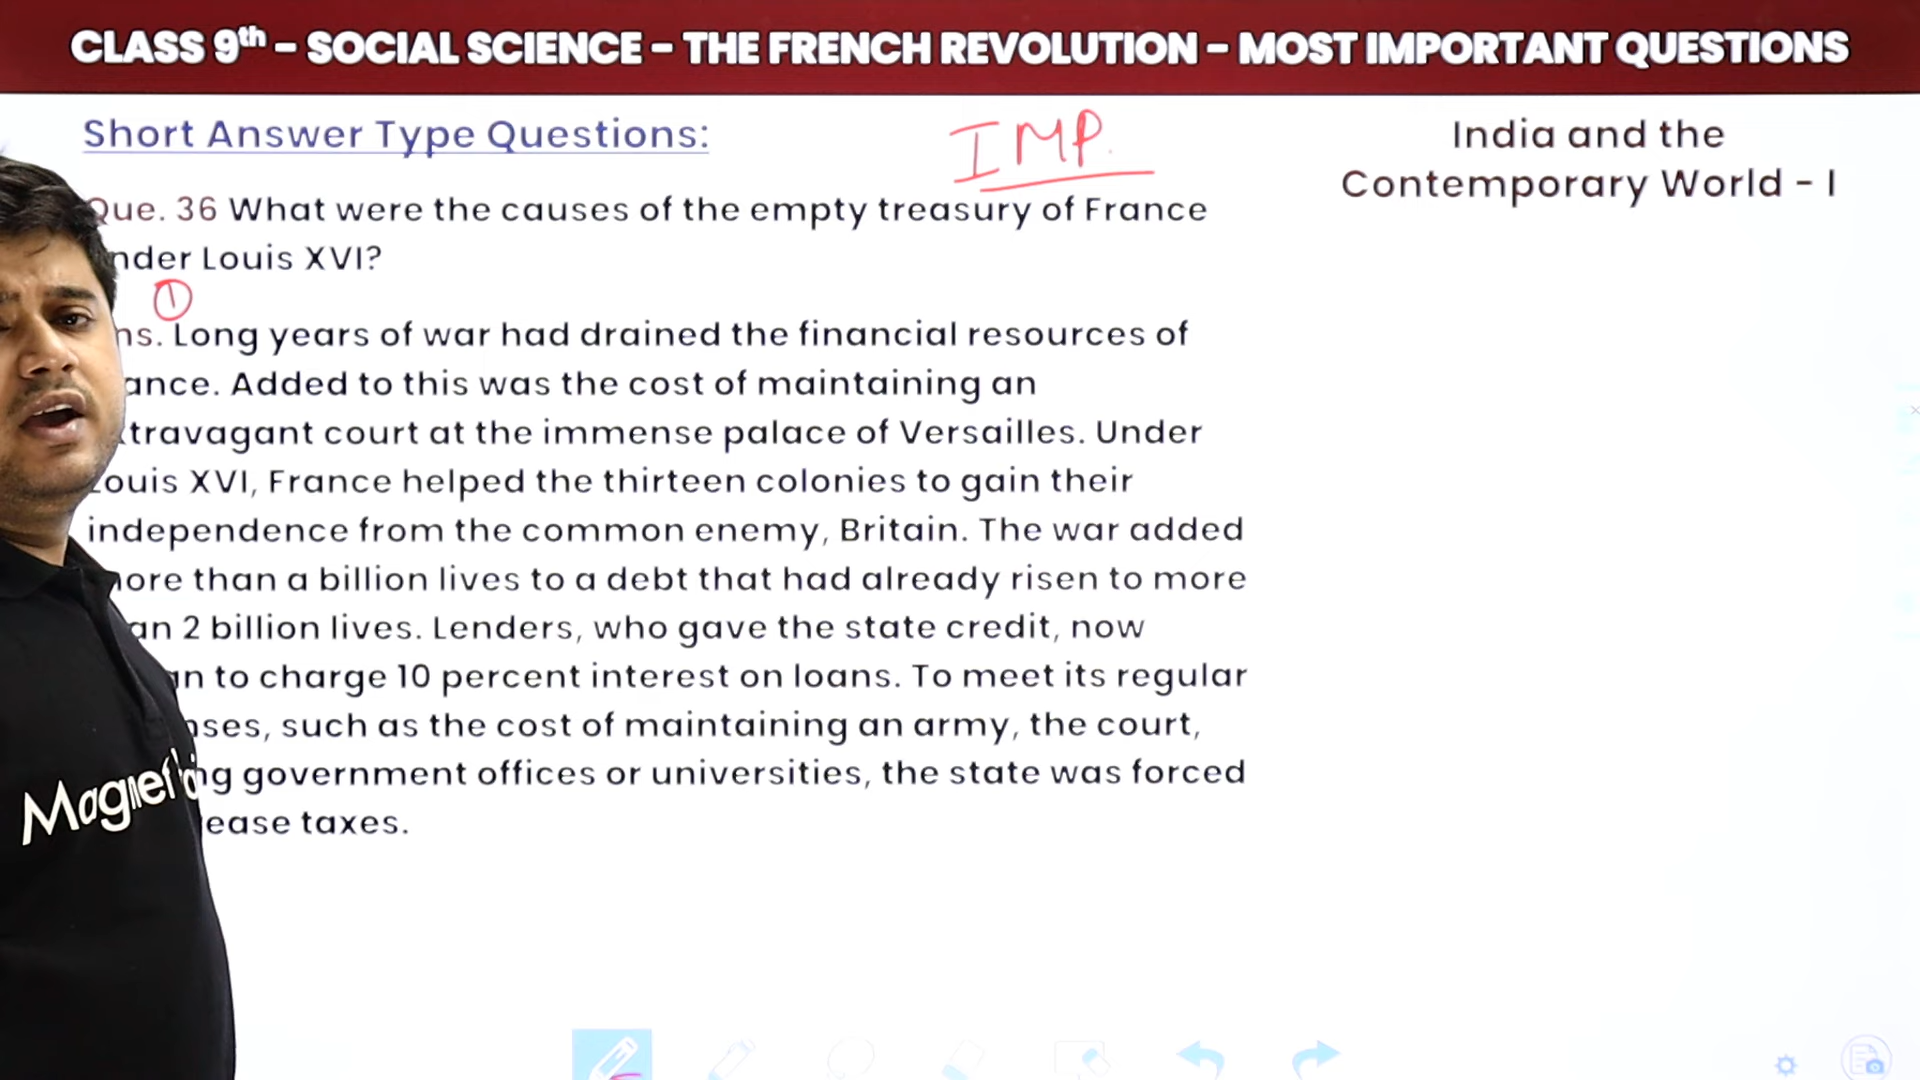 CLASS 9th – SOCIAL SCIENCE – THE FRENCH REVOLUTION – MOST IMPORTANT QUESTIONS
Short Answer Type Questions:
IMP.
India and the
Contemporary World - I
Que. 36 What were the causes of the empty treasury of France
nder Louis XVI?
1
ns. Long years of war had drained the financial resources of
ance. Added to this was the cost of maintaining an
travagant court at the immense palace of Versailles. Under
Louis XVI, France helped the thirteen colonies to gain their
independence from the common enemy, Britain. The war added
ore than a billion lives to a debt that had already risen to more
an 2 billion lives. Lenders, who gave the state credit, now
an to charge 10 percent interest on loans. To meet its regular
nses, such as the cost of maintaining an army, the court,
ng government offices or universities, the state was forced
ease taxes.
Magnet